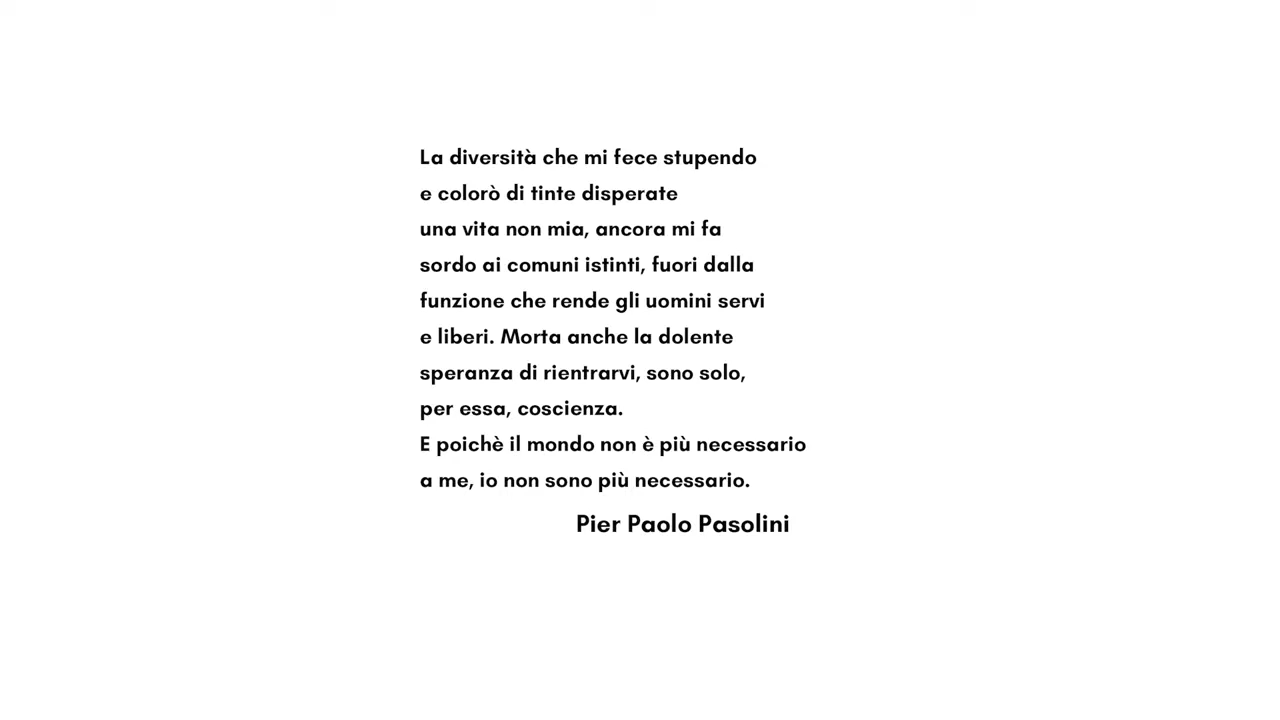 La diversità che mi fece stupendo
e colorò di tinte disperate
una vita non mia, ancora mi fa
sordo ai comuni istinti, fuori dalla
funzione che rende gli uomini servi
e liberi. Morta anche la dolente
speranza di rientrarvi, sono solo,
per essa, coscienza.
E poichè il mondo non è più necessario
a me, io non sono più necessario.
Pier Paolo Pasolini